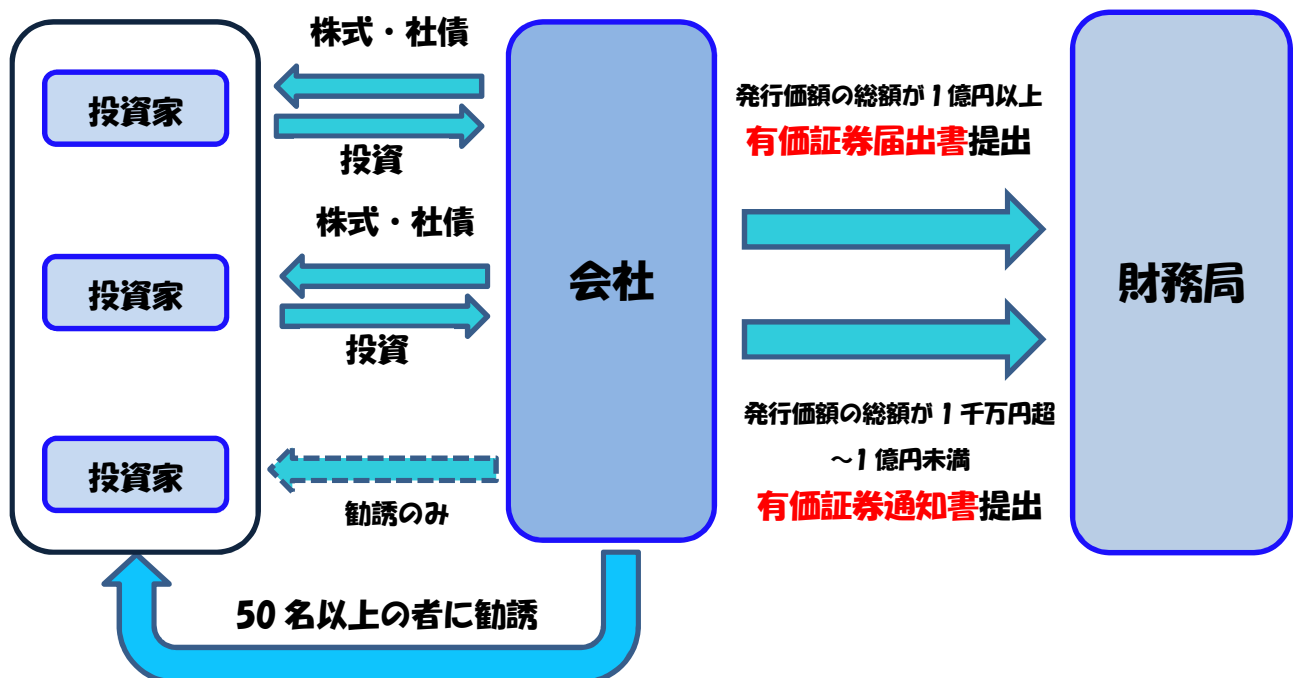 株式・社債
投資家
投資
株式・社債
投資家
投資
投資家
勧誘のみ
50名以上の者に勧誘
会社
発行価額の総額が1億円以上
有価証券届出書提出
発行価額の総額が1千万円超
～1億円未満
有価証券通知書提出
財務局